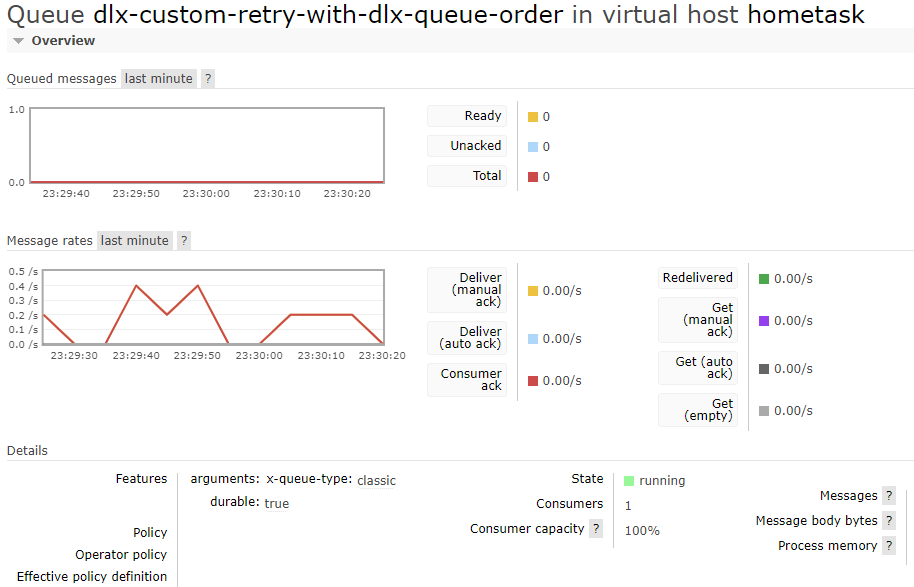 Queue dlx-custom-retry-with-dlx-queue-order in virtual host hometask
Overview
Queued messages last minute ?
1.0
0.0
23:29:40 23:29:50 23:30:00 23:30:10 23:30:20
Ready 0
Unacked 0
Total 0
Message rates last minute ?
0.5 /s
0.4 /s
0.3 /s
0.2 /s
0.1 /s
0.0 /s
23:29:30 23:29:40 23:29:50 23:30:00 23:30:10 23:30:20
Deliver
(manual
ack)
0.00/s
Deliver
(auto ack)
0.00/s
Consumer
ack
0.00/s
Redelivered 0.00/s
Get
(manual
ack)
0.00/s
Get (auto
ack)
0.00/s
Get
(empty)
0.00/s
Details
Features arguments: x-queue-type: classic
durable: true
Policy
Operator policy
Effective policy definition
State running
Consumers 1
Consumer capacity ? 100%
Messages ?
Message body bytes ?
Process memory ?